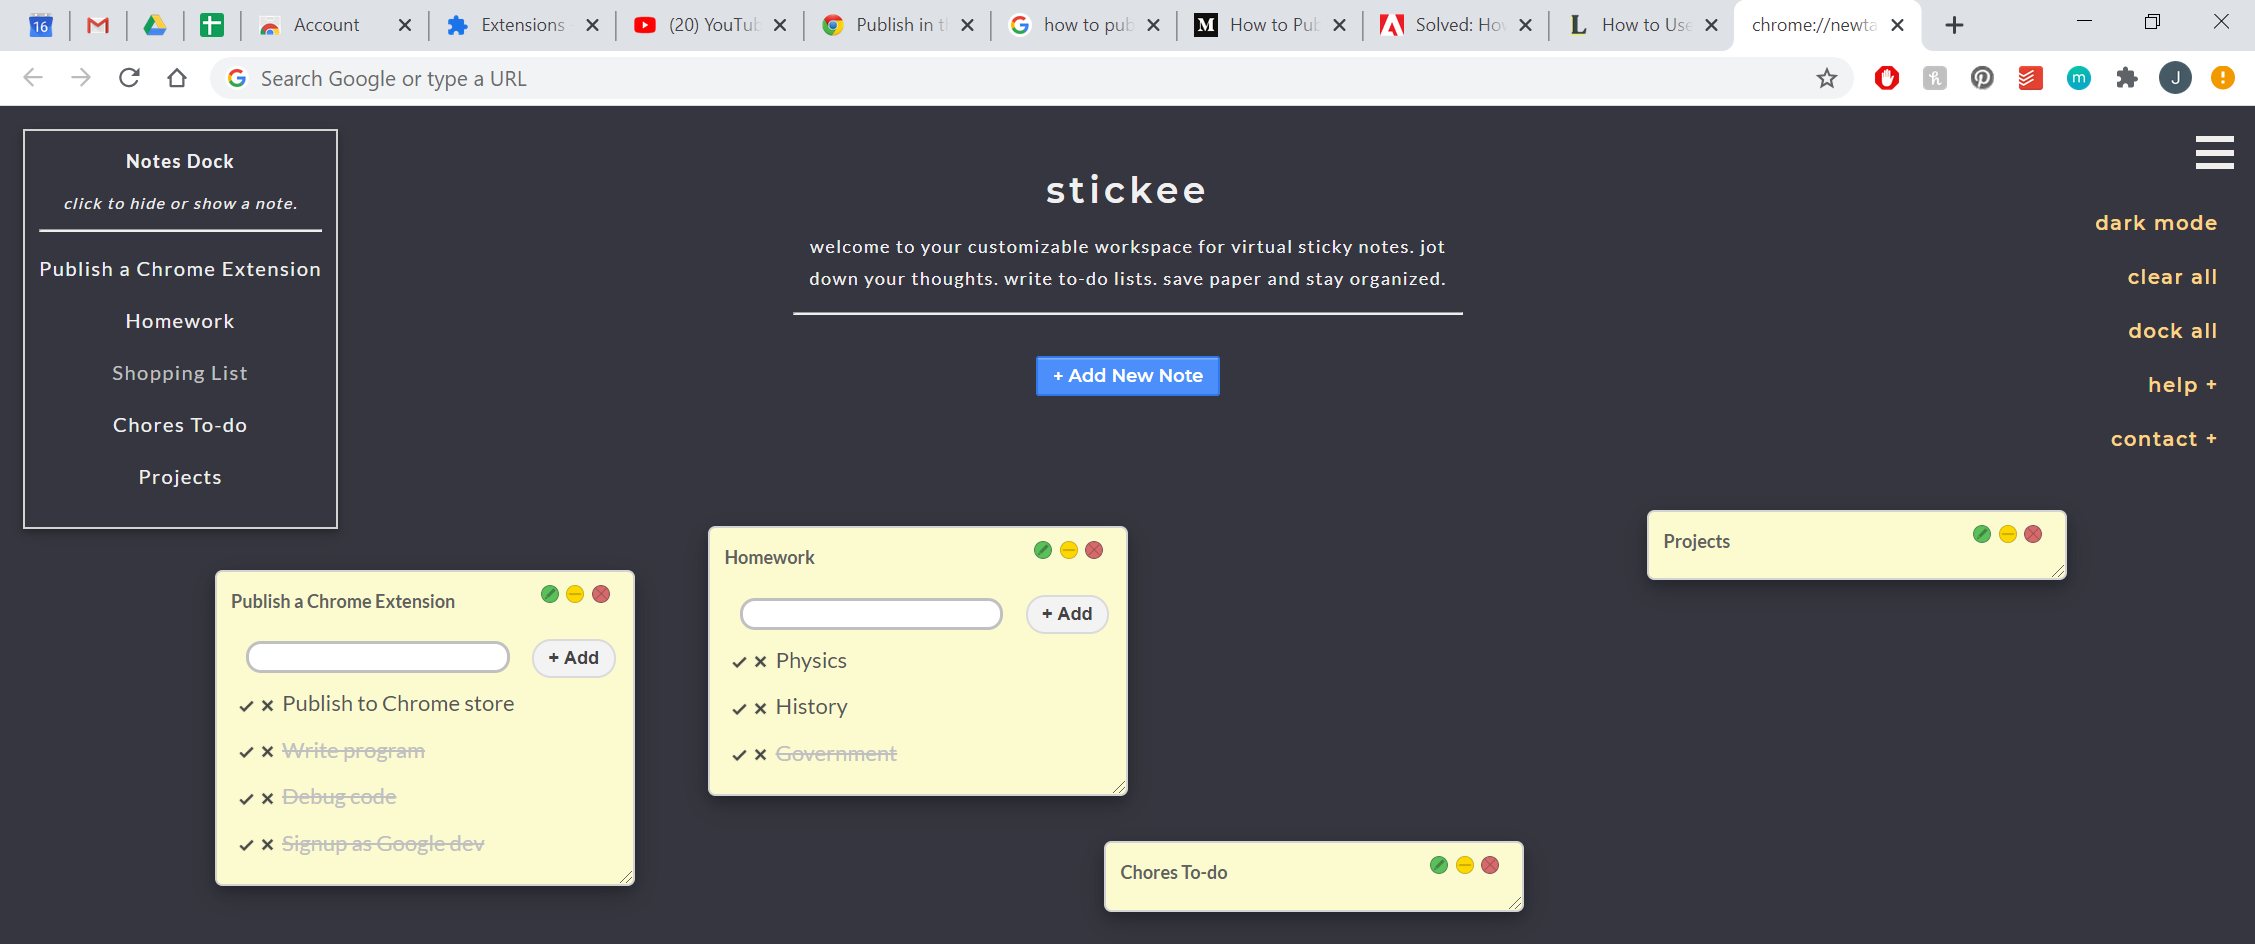 16
Account
Extensions
(20) YouTub
Publish in th
how to pub
M
How to Pub
Solved: How
L
How to Use
chrome://newta
Search Google or type a URL
m
J
Notes Dock
click to hide or show a note.
Publish a Chrome Extension
Homework
Shopping List
Chores To-do
Projects
stickee
welcome to your customizable workspace for virtual sticky notes. jot
down your thoughts. write to-do lists. save paper and stay organized.
+ Add New Note
dark mode
clear all
dock all
help +
contact +
Publish a Chrome Extension
+ Add
Publish to Chrome store
Write program
Debug code
Signup as Google dev
Homework
+ Add
Physics
History
Government
Projects
Chores To-do